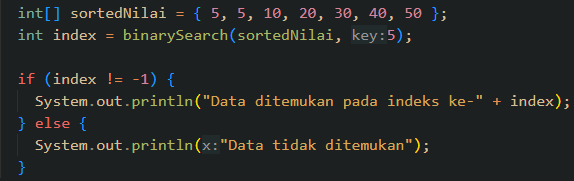 int[] sortedNilai = { 5, 5, 10, 20, 30, 40, 50 };
int index = binarySearch(sortedNilai, key:5);
if (index != -1) {
System.out.println("Data ditemukan pada indeks ke-" + index);
} else {
System.out.println(x:"Data tidak ditemukan");
}